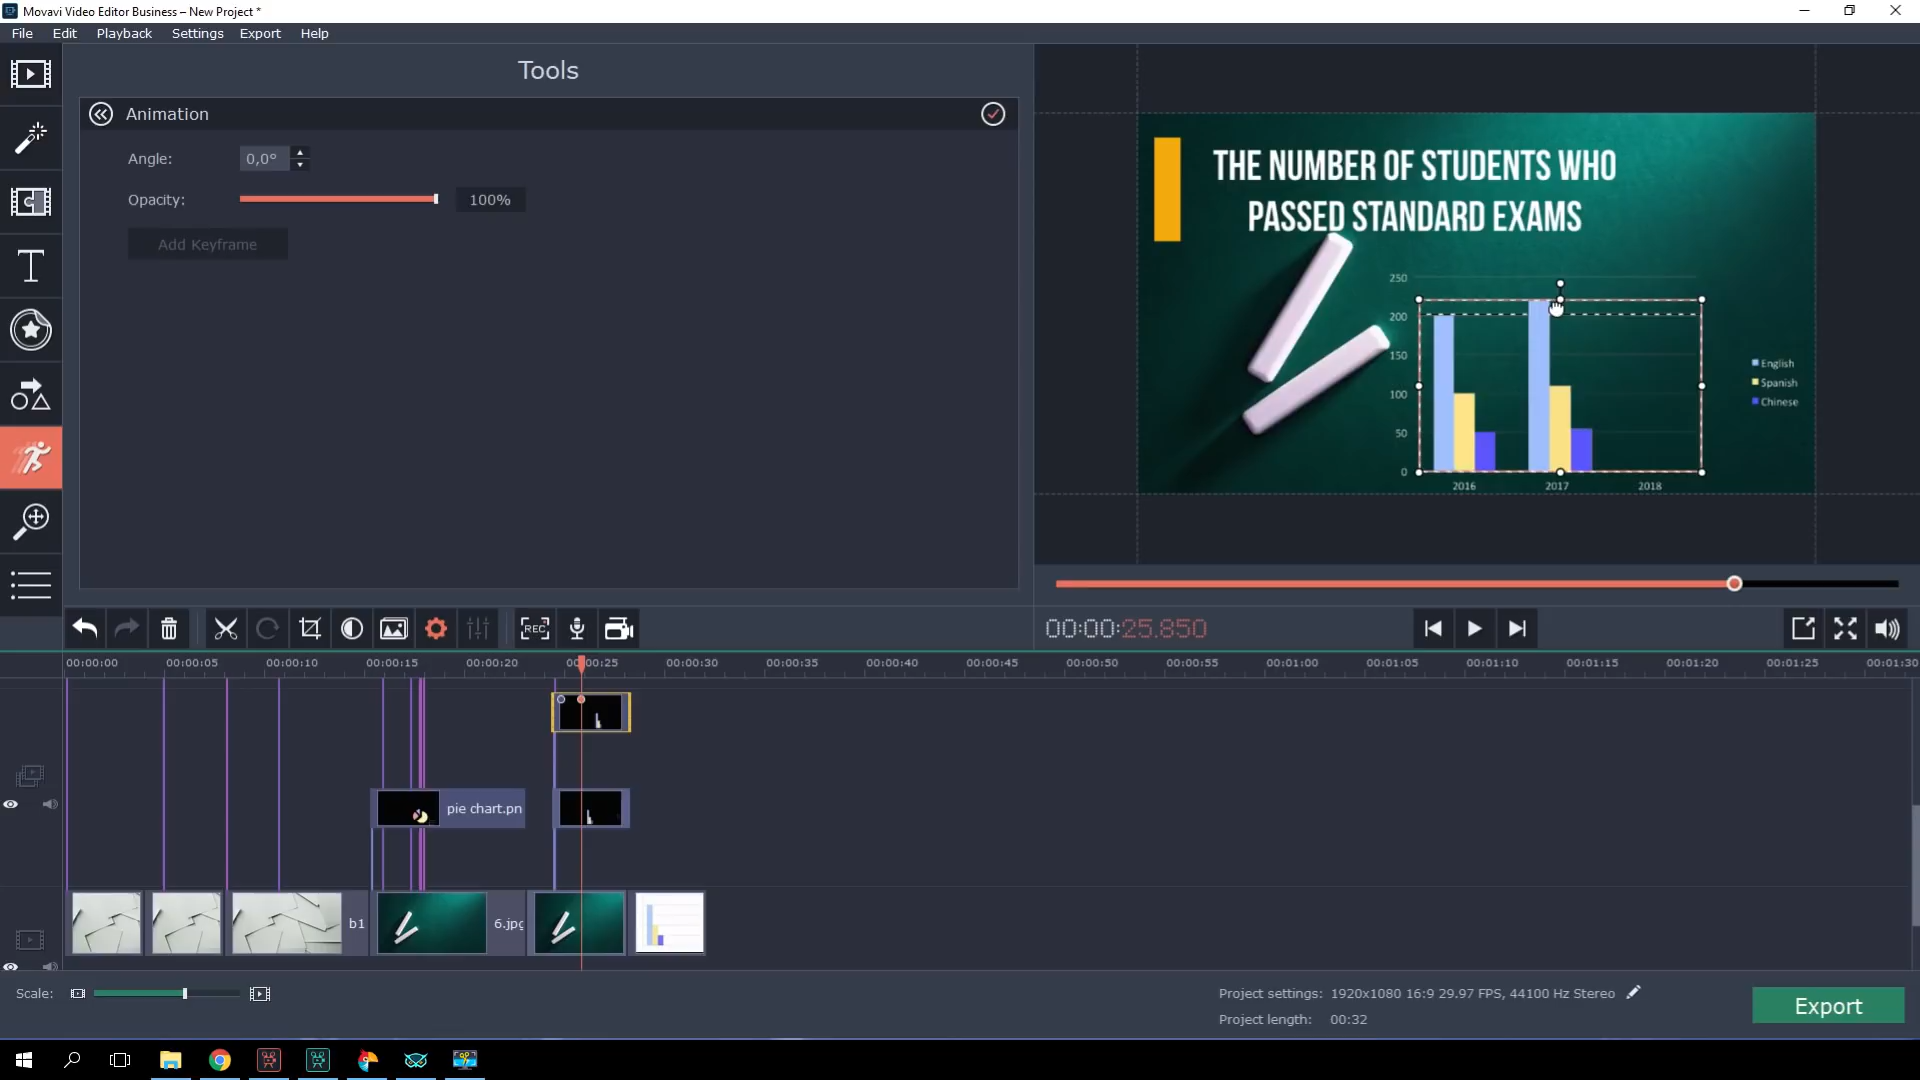 Movavi Video Editor Business – New Project *
File Edit Playback Settings Export Help
Tools
Animation
Angle: 0,0°
Opacity: 100%
Add Keyframe
THE NUMBER OF STUDENTS WHO
PASSED STANDARD EXAMS
250
200
150
100
50
0
2016 2017 2018
English
Spanish
Chinese
REC
00:00:25.850
00:00:00 00:00:05 00:00:10 00:00:15 00:00:20 00:00:25 00:00:30 00:00:35 00:00:40 00:00:45 00:00:50 00:00:55 00:01:00 00:01:05 00:01:10 00:01:15 00:01:20 00:01:25 00:01:30
pie chart.pn
b1
6.jpg
Scale:
Project settings: 1920x1080 16:9 29.97 FPS, 44100 Hz Stereo
Project length: 00:32
Export